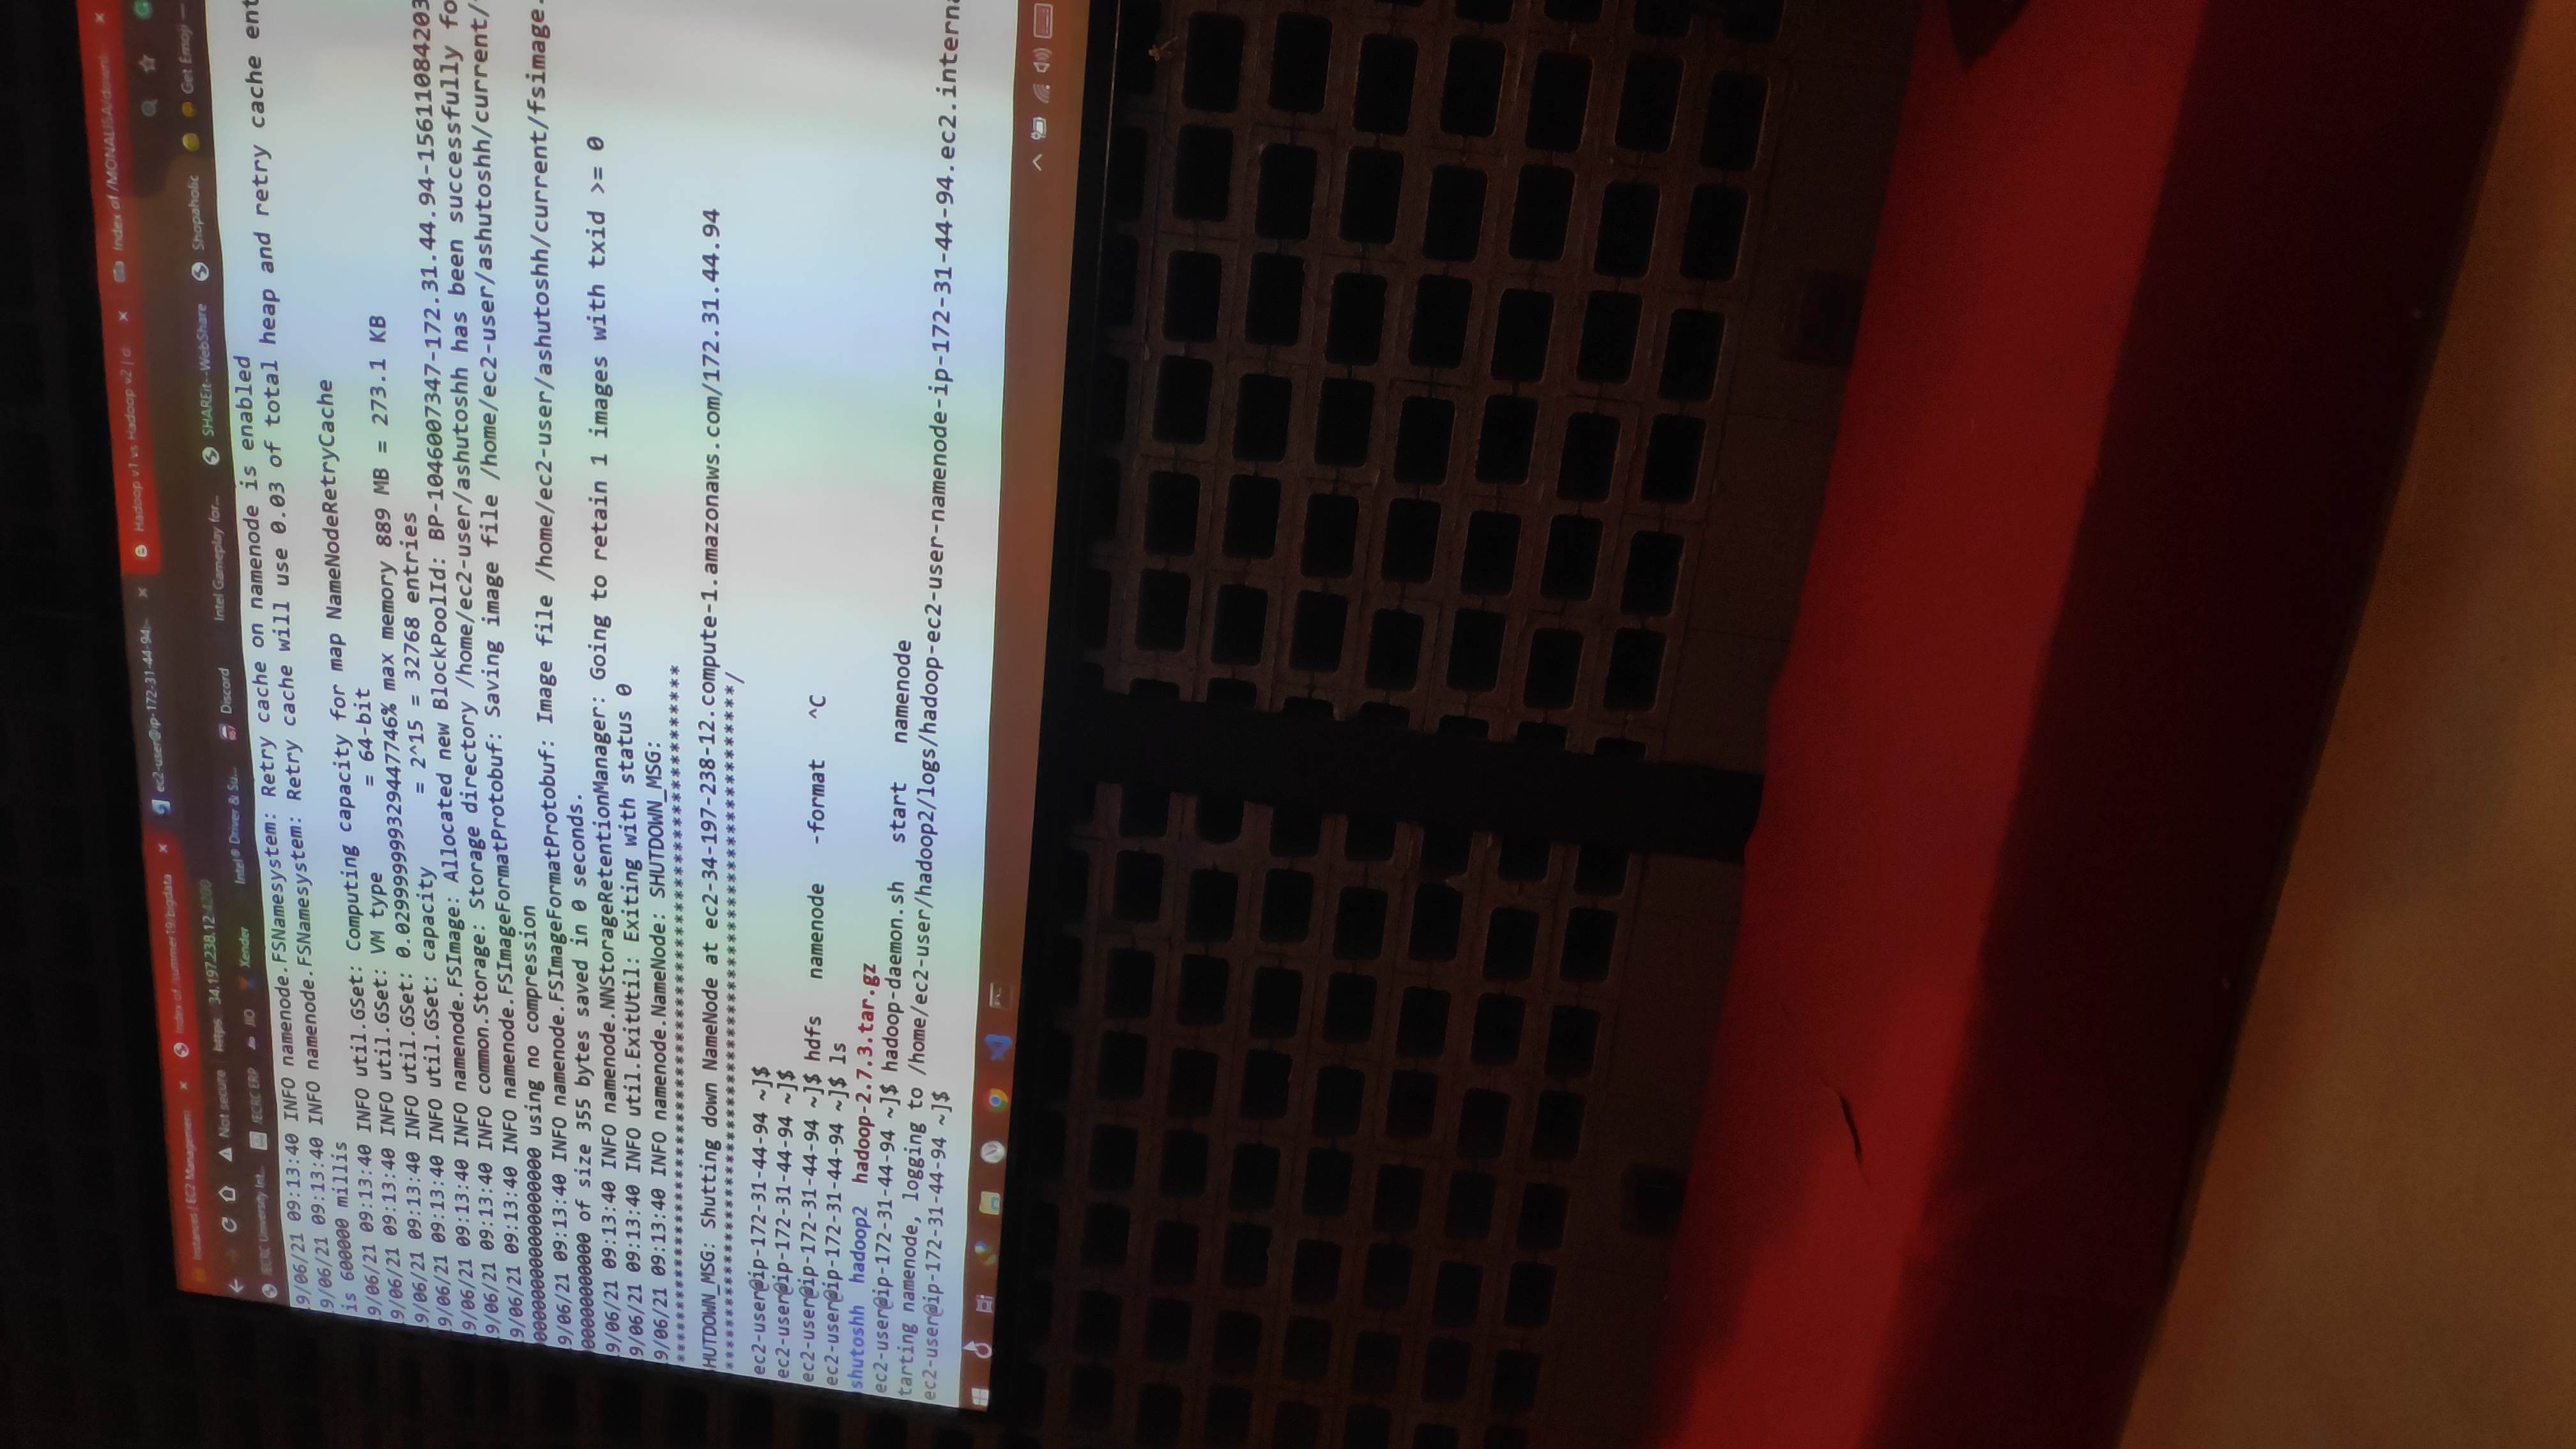 Instances | EC2 Management
Index of /summer19/bigdata
ec2-user@ip-172-31-44-94:~
Hadoop v1 vs Hadoop v2 | d
Index of /MONALISA/downl
Not secure
https
34.197.238.12:4200
JECRC University Int...
JECRC ERP
JIO
Xender
Intel® Driver & Su...
Discord
Intel Gameplay for...
SHAREit--WebShare
Shopaholic
Get Emoji —
9/06/21 09:13:40 INFO namenode.FSNamesystem: Retry cache on namenode is enabled
9/06/21 09:13:40 INFO namenode.FSNamesystem: Retry cache will use 0.03 of total heap and retry cache ent
is 600000 millis
9/06/21 09:13:40 INFO util.GSet: Computing capacity for map NameNodeRetryCache
9/06/21 09:13:40 INFO util.GSet: VM type = 64-bit
9/06/21 09:13:40 INFO util.GSet: 0.029999999329447746% max memory 889 MB = 273.1 KB
9/06/21 09:13:40 INFO util.GSet: capacity = 2^15 = 32768 entries
9/06/21 09:13:40 INFO namenode.FSImage: Allocated new BlockPoolId: BP-1046007347-172.31.44.94-15611084203
9/06/21 09:13:40 INFO common.Storage: Storage directory /home/ec2-user/ashutoshh has been successfully fo
9/06/21 09:13:40 INFO namenode.FSImageFormatProtobuf: Saving image file /home/ec2-user/ashutoshh/current/
000000000000000000 using no compression
9/06/21 09:13:40 INFO namenode.FSImageFormatProtobuf: Image file /home/ec2-user/ashutoshh/current/fsimage.
00000000000 of size 355 bytes saved in 0 seconds.
9/06/21 09:13:40 INFO namenode.NNStorageRetentionManager: Going to retain 1 images with txid >= 0
9/06/21 09:13:40 INFO util.ExitUtil: Exiting with status 0
9/06/21 09:13:40 INFO namenode.NameNode: SHUTDOWN_MSG:
************************************************************
HUTDOWN_MSG: Shutting down NameNode at ec2-34-197-238-12.compute-1.amazonaws.com/172.31.44.94
************************************************************/
ec2-user@ip-172-31-44-94 ~]$
ec2-user@ip-172-31-44-94 ~]$
ec2-user@ip-172-31-44-94 ~]$ hdfs namenode -format ^C
ec2-user@ip-172-31-44-94 ~]$ ls
shutoshh hadoop2 hadoop-2.7.3.tar.gz
ec2-user@ip-172-31-44-94 ~]$ hadoop-daemon.sh start namenode
tarting namenode, logging to /home/ec2-user/hadoop2/logs/hadoop-ec2-user-namenode-ip-172-31-44-94.ec2.interna
ec2-user@ip-172-31-44-94 ~]$